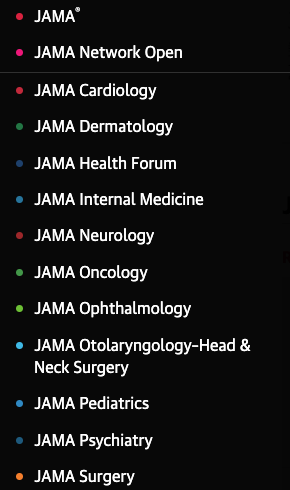 JAMA®
JAMA Network Open
JAMA Cardiology
JAMA Dermatology
JAMA Health Forum
JAMA Internal Medicine
JAMA Neurology
JAMA Oncology
JAMA Ophthalmology
JAMA Otolaryngology–Head &
Neck Surgery
JAMA Pediatrics
JAMA Psychiatry
JAMA Surgery